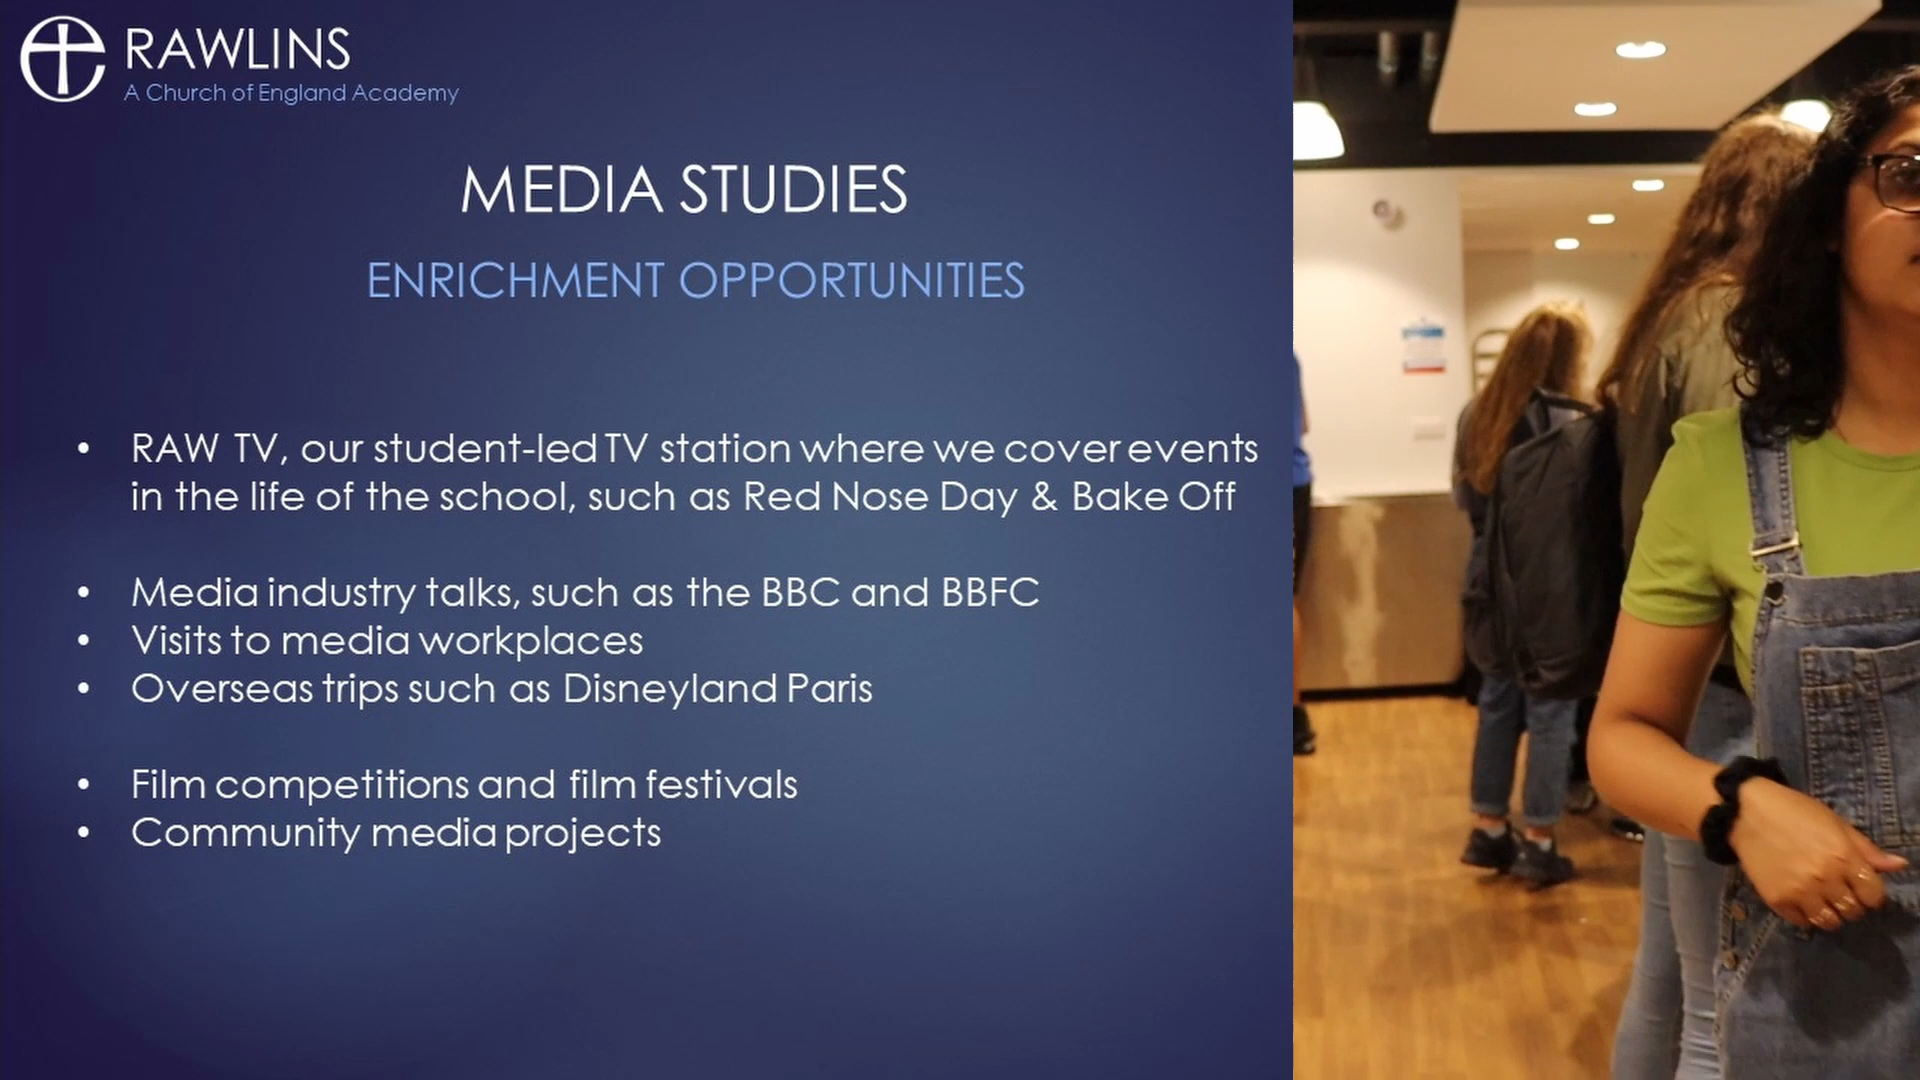 RAWLINS
A Church of England Academy
MEDIA STUDIES
ENRICHMENT OPPORTUNITIES
• RAW TV, our student-led TV station where we cover events
in the life of the school, such as Red Nose Day & Bake Off
• Media industry talks, such as the BBC and BBFC
• Visits to media workplaces
• Overseas trips such as Disneyland Paris
• Film competitions and film festivals
• Community media projects